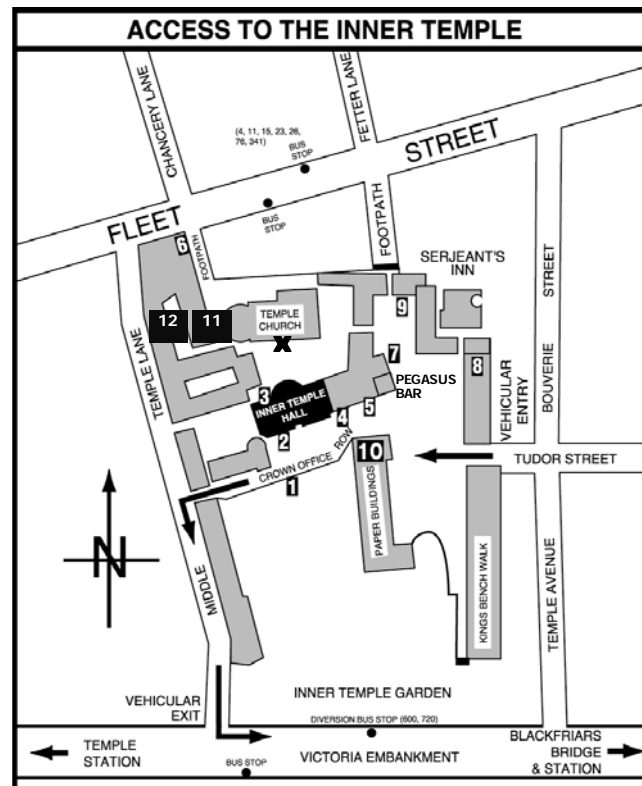 ACCESS TO THE INNER TEMPLE
CHANCERY LANE
FETTER LANE
(4, 11, 15, 23, 26,
76, 341)
BUS
STOP
STREET
BUS
STOP
FLEET
6
FOOTPATH
FOOTPATH
SERJEANT'S
INN
BOUVERIE STREET
9
TEMPLE
CHURCH
12
11
X
7
8
PEGASUS
BAR
VEHICULAR
ENTRY
3
INNER TEMPLE
HALL
5
4
2
10
TUDOR STREET
CROWN OFFICE ROW
1
MIDDLE TEMPLE LANE
PAPER BUILDINGS
KINGS BENCH WALK
TEMPLE AVENUE
N
VEHICULAR
EXIT
INNER TEMPLE GARDEN
DIVERSION BUS STOP (600, 720)
TEMPLE
STATION
BUS STOP
VICTORIA EMBANKMENT
BLACKFRIARS
BRIDGE
& STATION